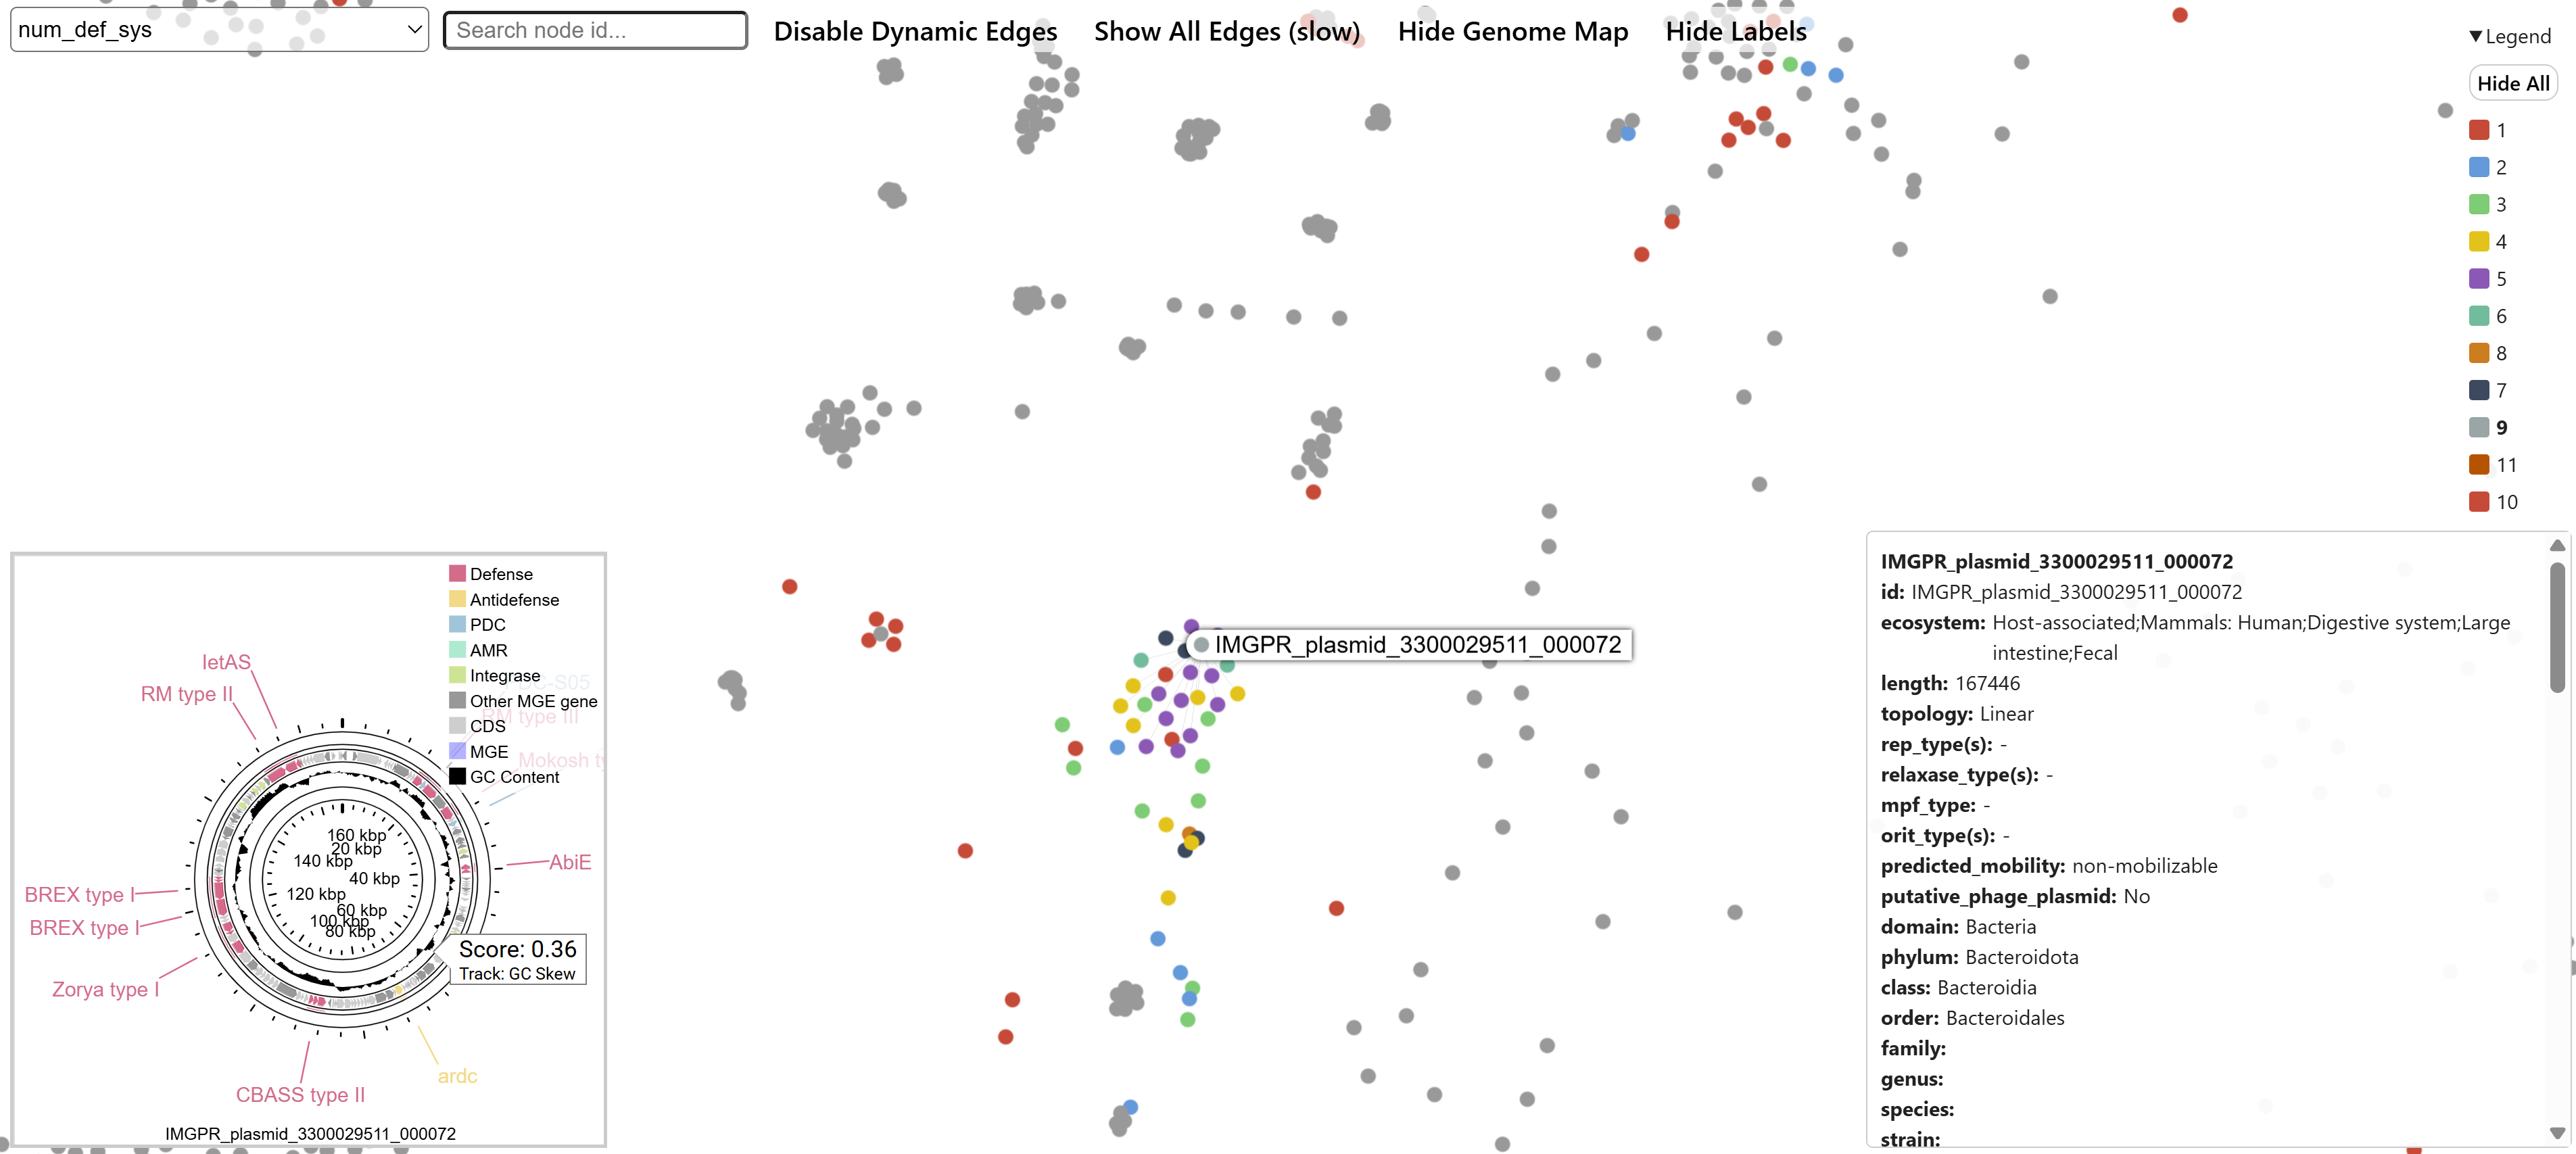 num_def_sys
Search node id...
Disable Dynamic Edges
Show All Edges (slow)
Hide Genome Map
Hide Labels
Legend
Hide All
1
2
3
4
5
6
8
7
9
11
10
IMGPR_plasmid_3300029511_000072
Defense
Antidefense
PDC
AMR
Integrase
Other MGE gene
CDS
MGE
GC Content
IetAS
RM type II
RM type III
Mokosh
AbiE
BREX type I
BREX type I
Zorya type I
CBASS type II
ardc
160 kbp
20 kbp
140 kbp
40 kbp
120 kbp
60 kbp
100 kbp
80 kbp
Score: 0.36
Track: GC Skew
IMGPR_plasmid_3300029511_000072
IMGPR_plasmid_3300029511_000072
id: IMGPR_plasmid_3300029511_000072
ecosystem: Host-associated;Mammals: Human;Digestive system;Large
intestine;Fecal
length: 167446
topology: Linear
rep_type(s): -
relaxase_type(s): -
mpf_type: -
orit_type(s): -
predicted_mobility: non-mobilizable
putative_phage_plasmid: No
domain: Bacteria
phylum: Bacteroidota
class: Bacteroidia
order: Bacteroidales
family:
genus:
species:
strain: